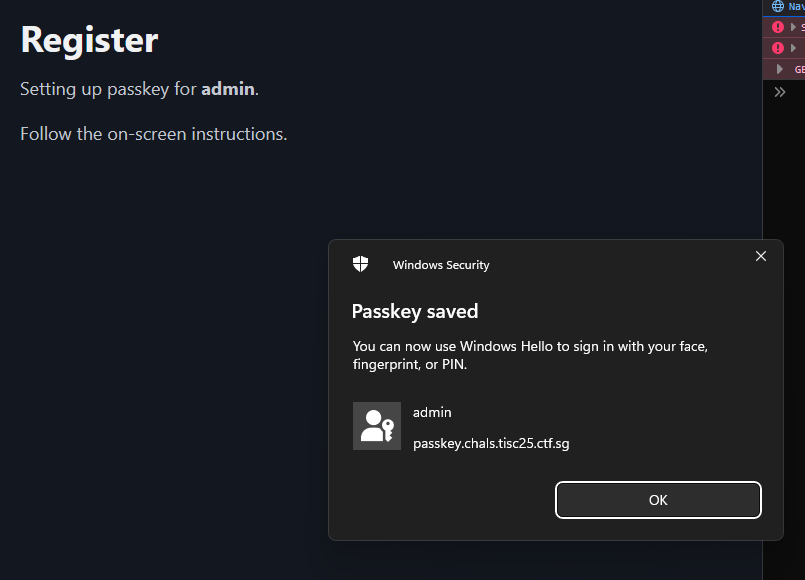 Register
Setting up passkey for admin.
Follow the on-screen instructions.
Windows Security
Passkey saved
You can now use Windows Hello to sign in with your face,
fingerprint, or PIN.
admin
passkey.chals.tisc25.ctf.sg
OK
Nav
S
GE